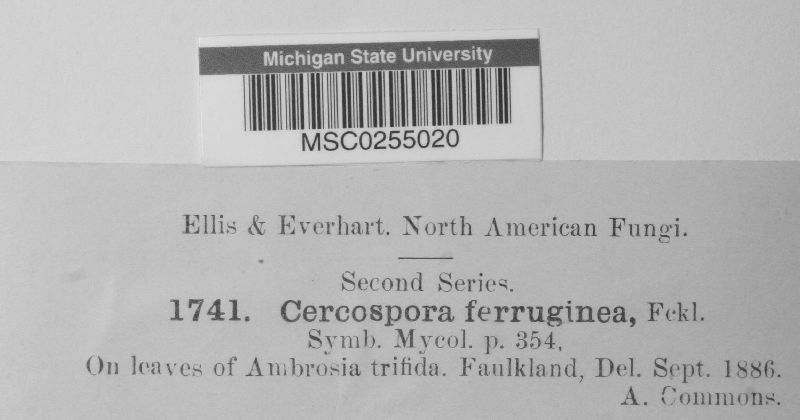 Michigan State University
MSC0255020
Ellis & Everhart. North American Fungi.
Second Series.
1741. Cercospora ferruginea, Fckl.
Symb. Mycol. p. 354.
On leaves of Ambrosia trifida. Faulkland, Del. Sept. 1886.
A. Commons.